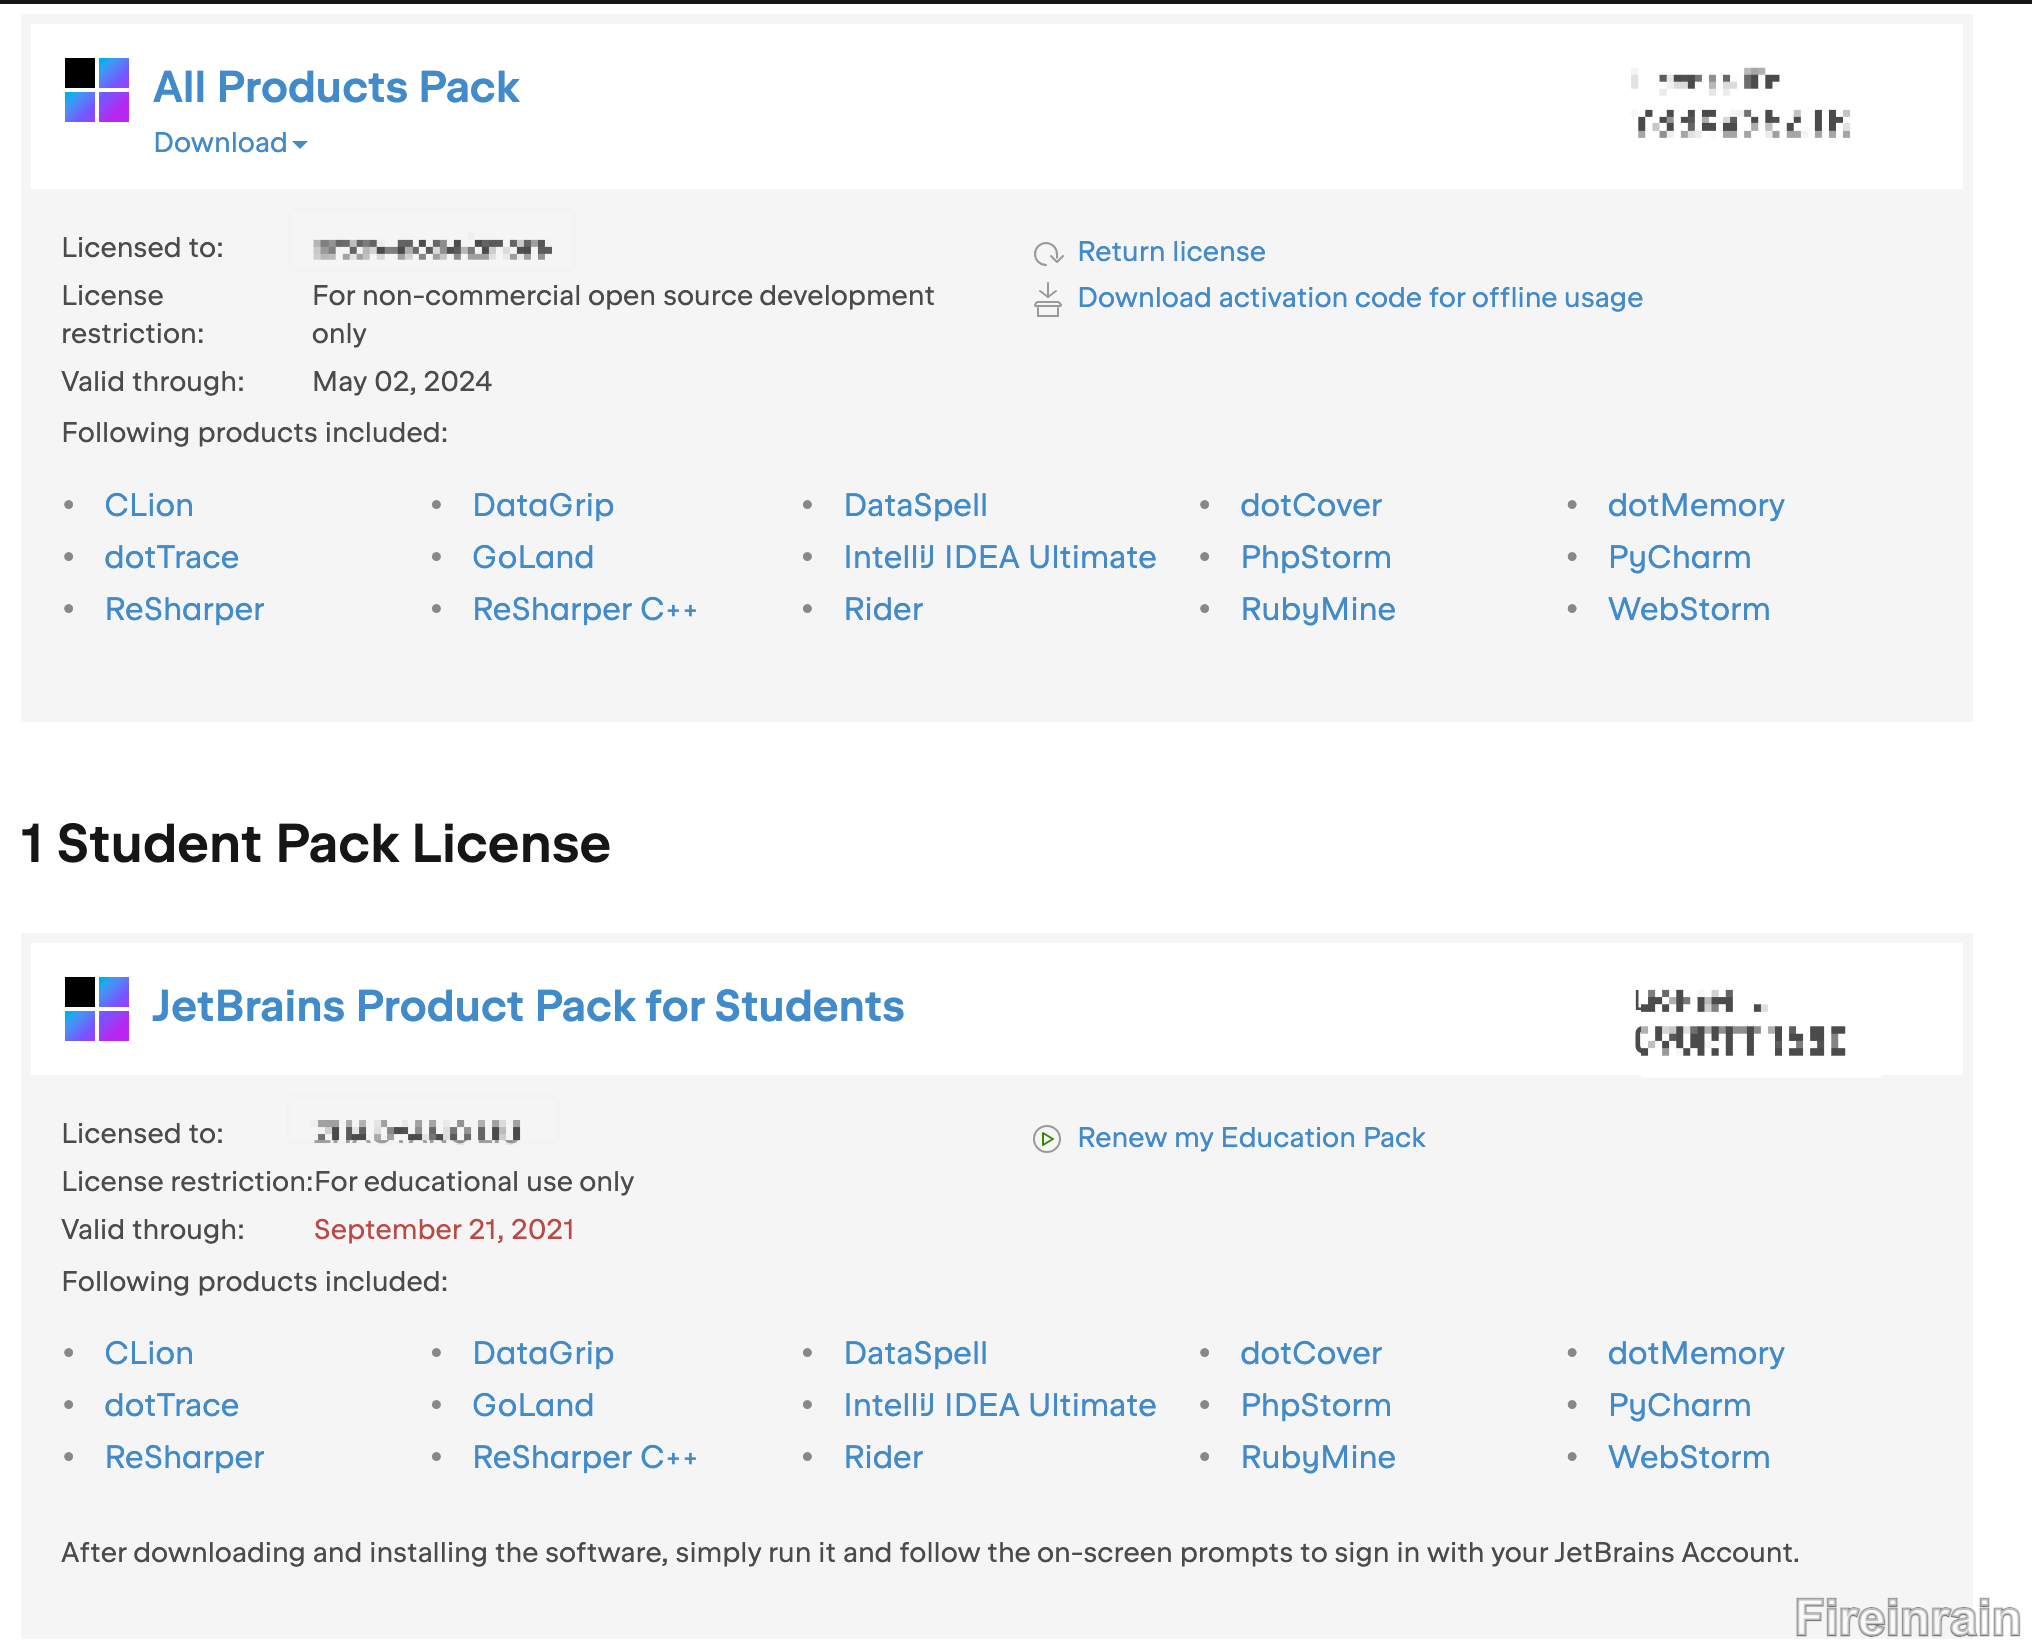 All Products Pack
Download
Licensed to:
License restriction: For non-commercial open source development only
Valid through: May 02, 2024
Following products included:
Return license
Download activation code for offline usage
• CLion • DataGrip • DataSpell • dotCover • dotMemory
• dotTrace • GoLand • IntelliJ IDEA Ultimate • PhpStorm • PyCharm
• ReSharper • ReSharper C++ • Rider • RubyMine • WebStorm
1 Student Pack License
JetBrains Product Pack for Students
Licensed to:
License restriction:For educational use only
Valid through: September 21, 2021
Following products included:
Renew my Education Pack
• CLion • DataGrip • DataSpell • dotCover • dotMemory
• dotTrace • GoLand • IntelliJ IDEA Ultimate • PhpStorm • PyCharm
• ReSharper • ReSharper C++ • Rider • RubyMine • WebStorm
After downloading and installing the software, simply run it and follow the on-screen prompts to sign in with your JetBrains Account.
Fireinrain